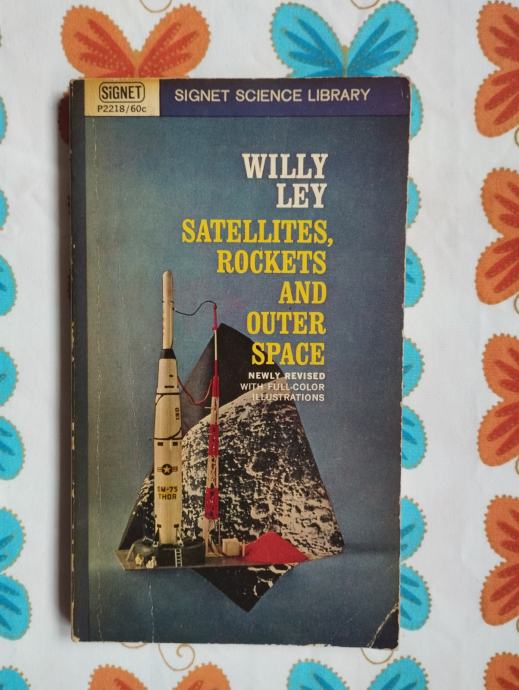 SIGNET
P2218/60c
SIGNET SCIENCE LIBRARY
WILLY
LEY
SATELLITES,
ROCKETS
AND
OUTER
SPACE
NEWLY REVISED
WITH FULL-COLOR
ILLUSTRATIONS
SM-75
THOR